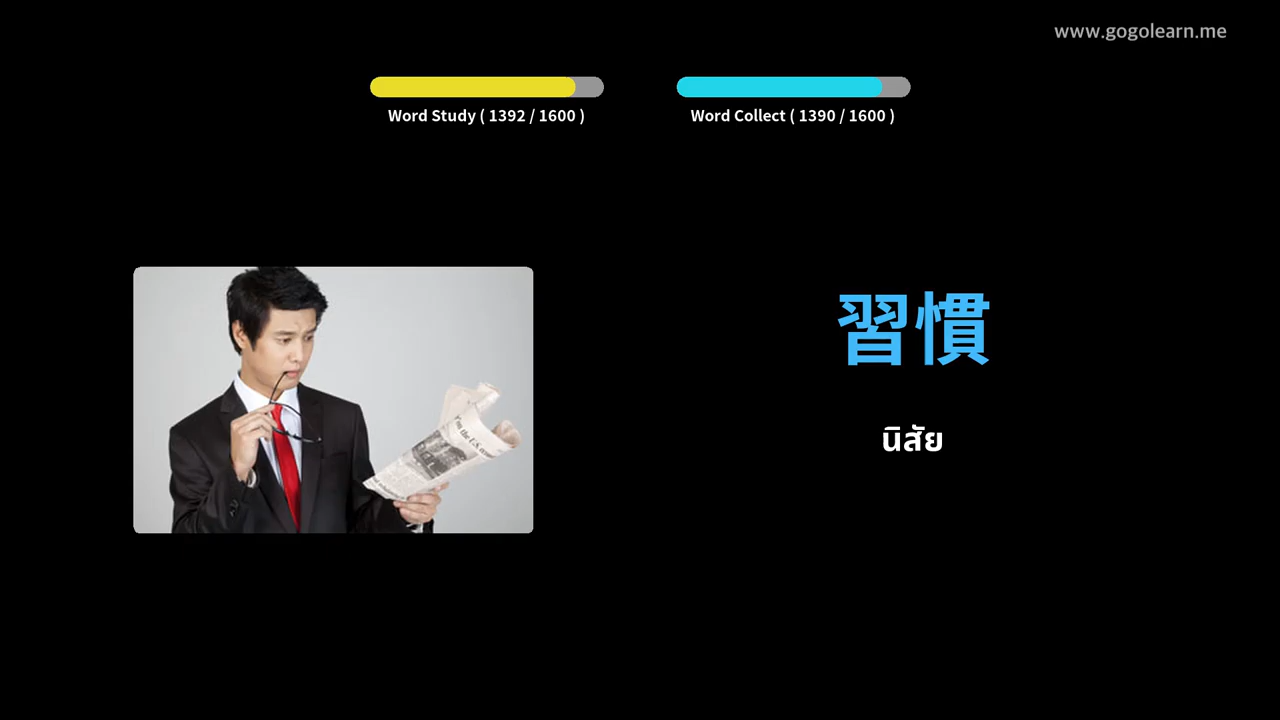 www.gogolearn.me
Word Study ( 1392 / 1600 )
Word Collect ( 1390 / 1600 )
習慣
นิสัย